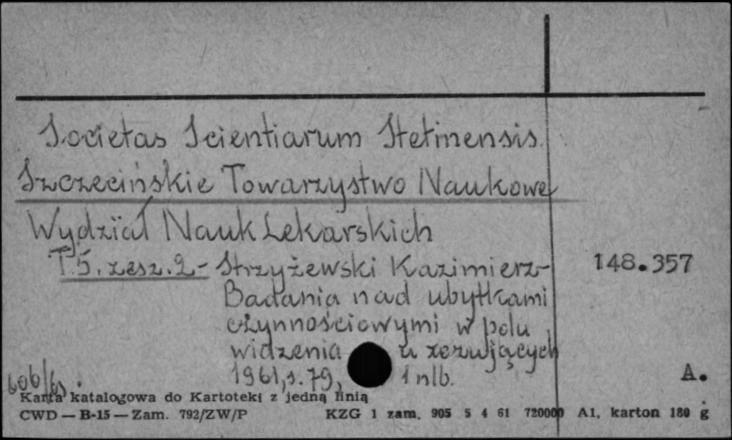 Societas Scientiarum Stetinensis.
Szczecińskie Towarzystwo Naukowe
Wydział Nauk Lekarskich
T.5. zesz. 2 - Strzyżewski Kazimierz - 148.357
Badania nad ubytkami
czynnościowymi w polu
widzenia u zezujących
1961, s. 79, 1 nlb. A.
606/65.
Karta katalogowa do Kartoteki z jedną linią
CWD — B-15 — Zam. 792/ZW/P KZG 1 zam. 905 5 4 61 720000 A1, karton 180 g